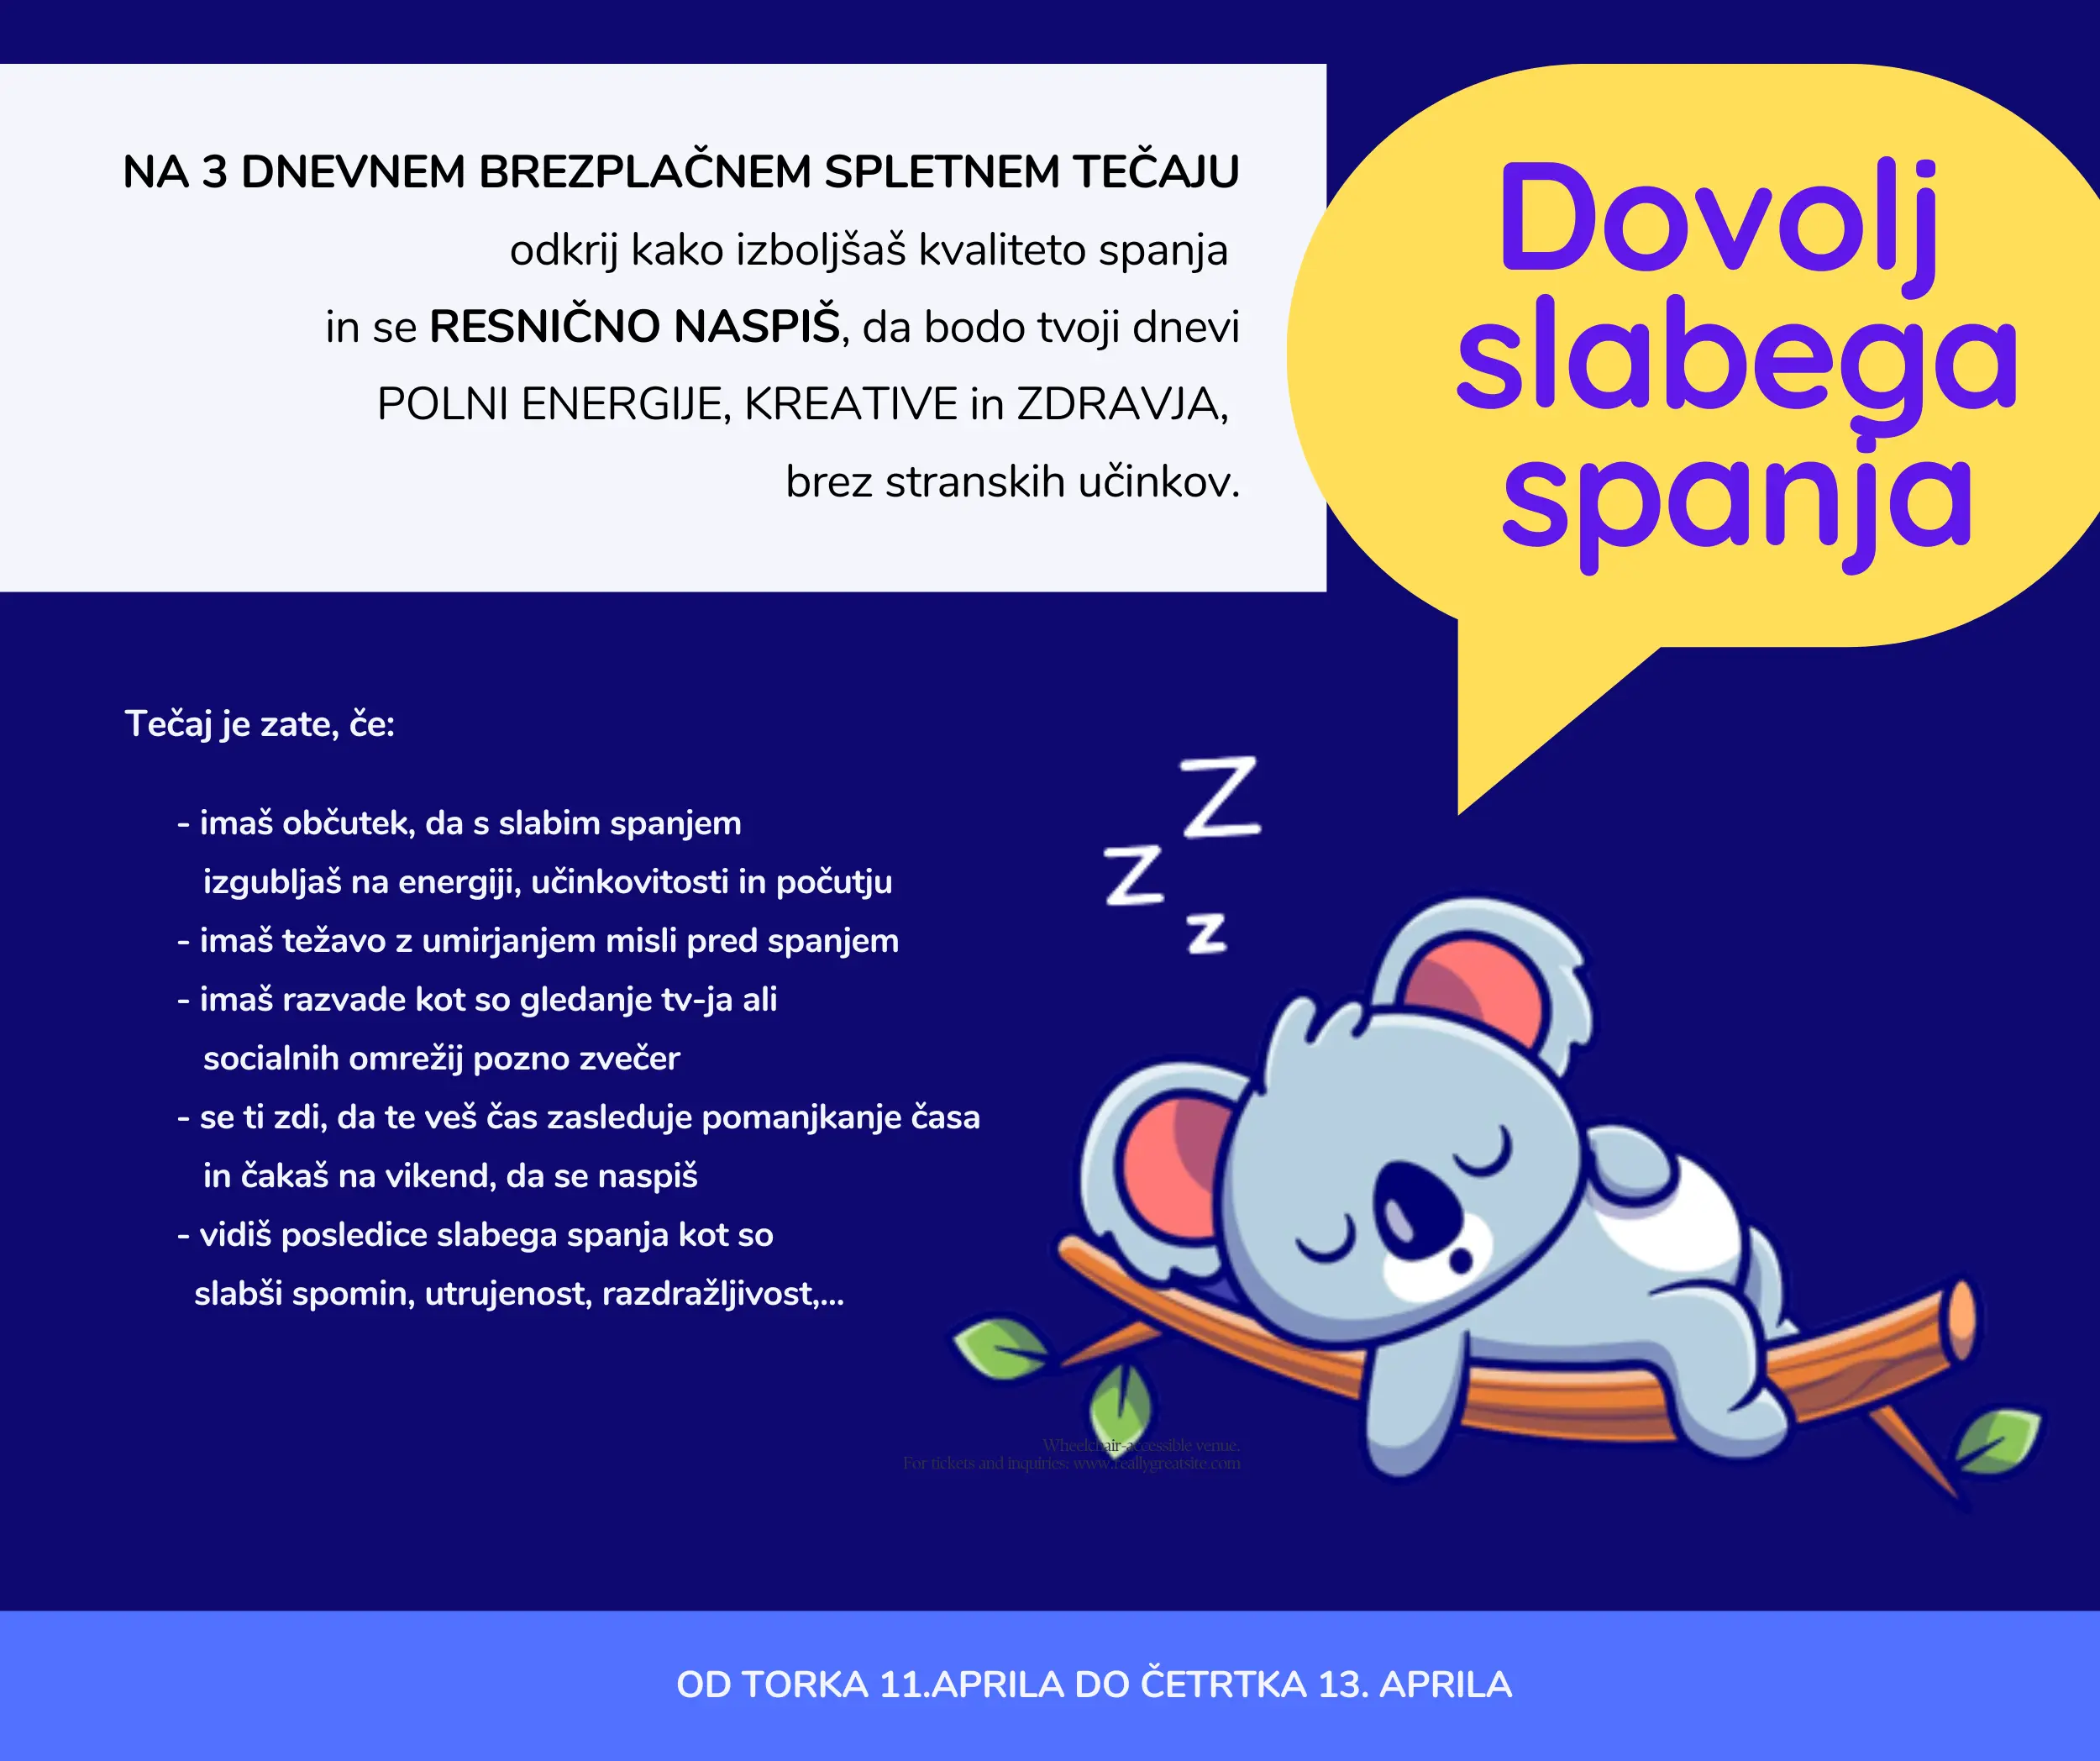 NA 3 DNEVNEM BREZPLAČNEM SPLETNEM TEČAJU
odkrij kako izboljšaš kvaliteto spanja
in se RESNIČNO NASPIŠ, da bodo tvoji dnevi
POLNI ENERGIJE, KREATIVE in ZDRAVJA,
brez stranskih učinkov.
Dovolj
slabega
spanja
Tečaj je zate, če:
- imaš občutek, da s slabim spanjem
izgubljaš na energiji, učinkovitosti in počutju
- imaš težavo z umirjanjem misli pred spanjem
- imaš razvade kot so gledanje tv-ja ali
socialnih omrežij pozno zvečer
- se ti zdi, da te veš čas zasleduje pomanjkanje časa
in čakaš na vikend, da se naspiš
- vidiš posledice slabega spanja kot so
slabši spomin, utrujenost, razdražljivost,...
Z
Z
z
Wheelchair-accessible venue.
For tickets and inquiries: www.reallygreatsite.com
OD TORKA 11.APRILA DO ČETRTKA 13. APRILA